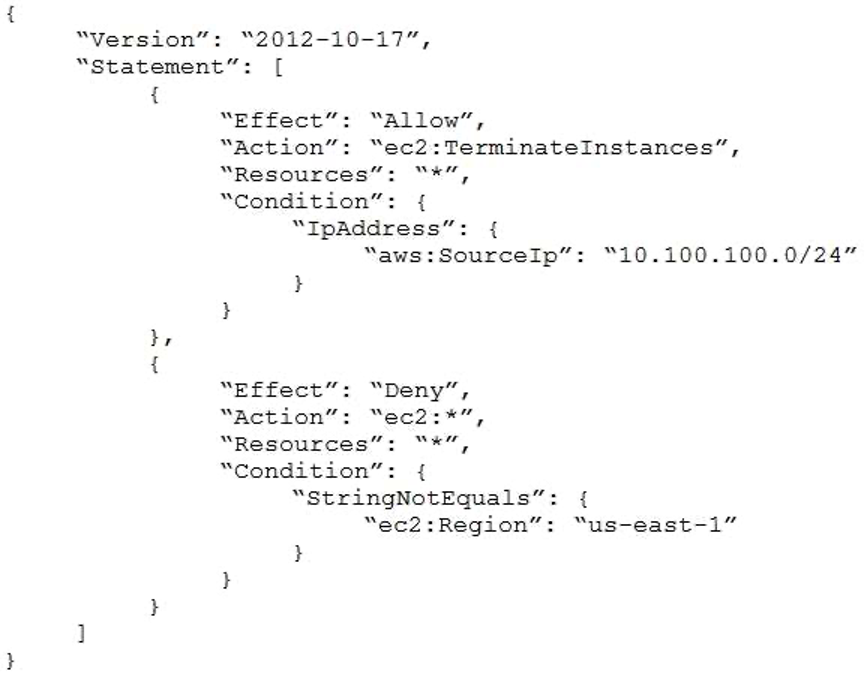 {
“Version”: “2012-10-17”,
“Statement”: [
{
“Effect”: “Allow”,
“Action”: “ec2:TerminateInstances”,
“Resources”: “*”,
“Condition”: {
“IpAddress”: {
“aws:SourceIp”: “10.100.100.0/24”
}
}
},
{
“Effect”: “Deny”,
“Action”: “ec2:*”,
“Resources”: “*”,
“Condition”: {
“StringNotEquals”: {
“ec2:Region”: “us-east-1”
}
}
}
]
}